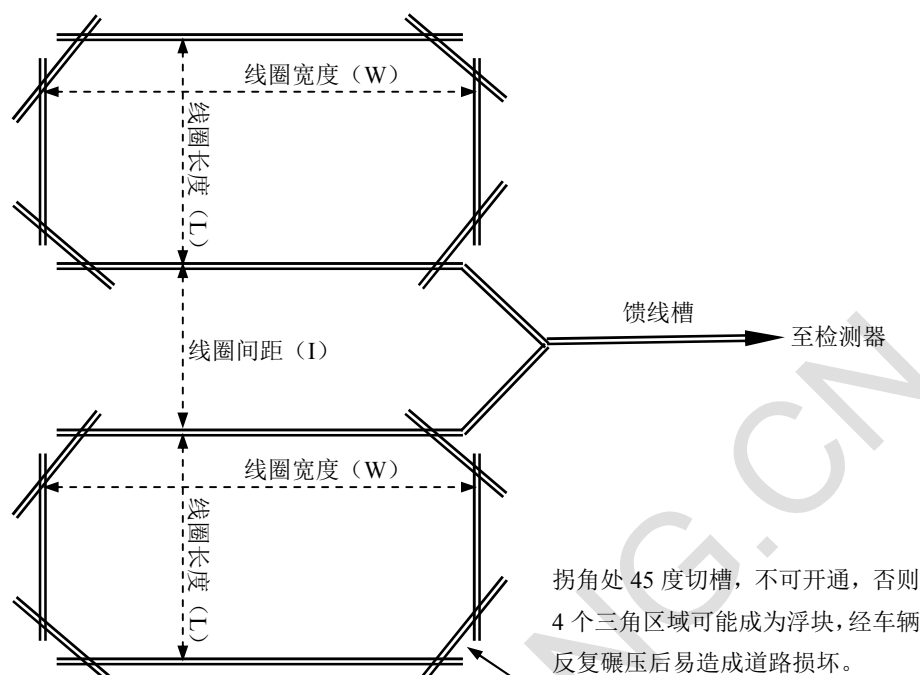 线圈宽度（W）
线圈长度（L）
馈线槽
至检测器
线圈间距（I）
线圈宽度（W）
线圈长度（L）
拐角处 45 度切槽，不可开通，否则
4 个三角区域可能成为浮块，经车辆
反复碾压后易造成道路损坏。
NG.CN